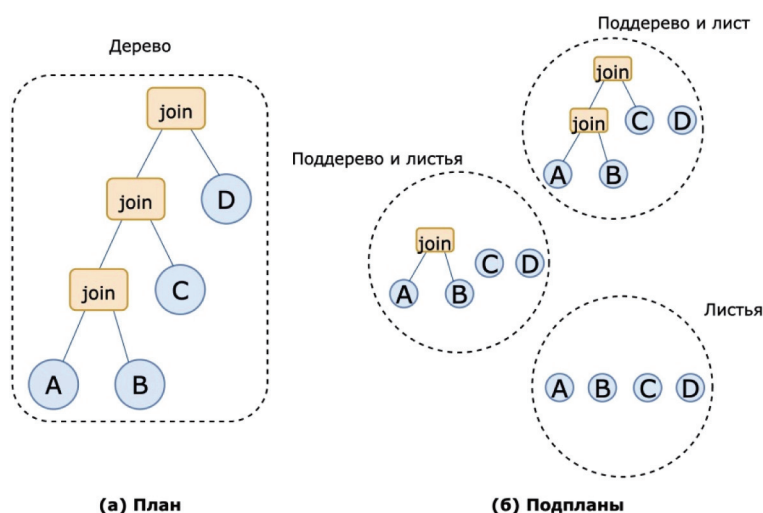 Дерево
join
join
D
join
C
A
B
(а) План
Поддерево и лист
join
join
C
D
A
B
Поддерево и листья
join
C
D
A
B
Листья
A
B
C
D
(б) Подпланы